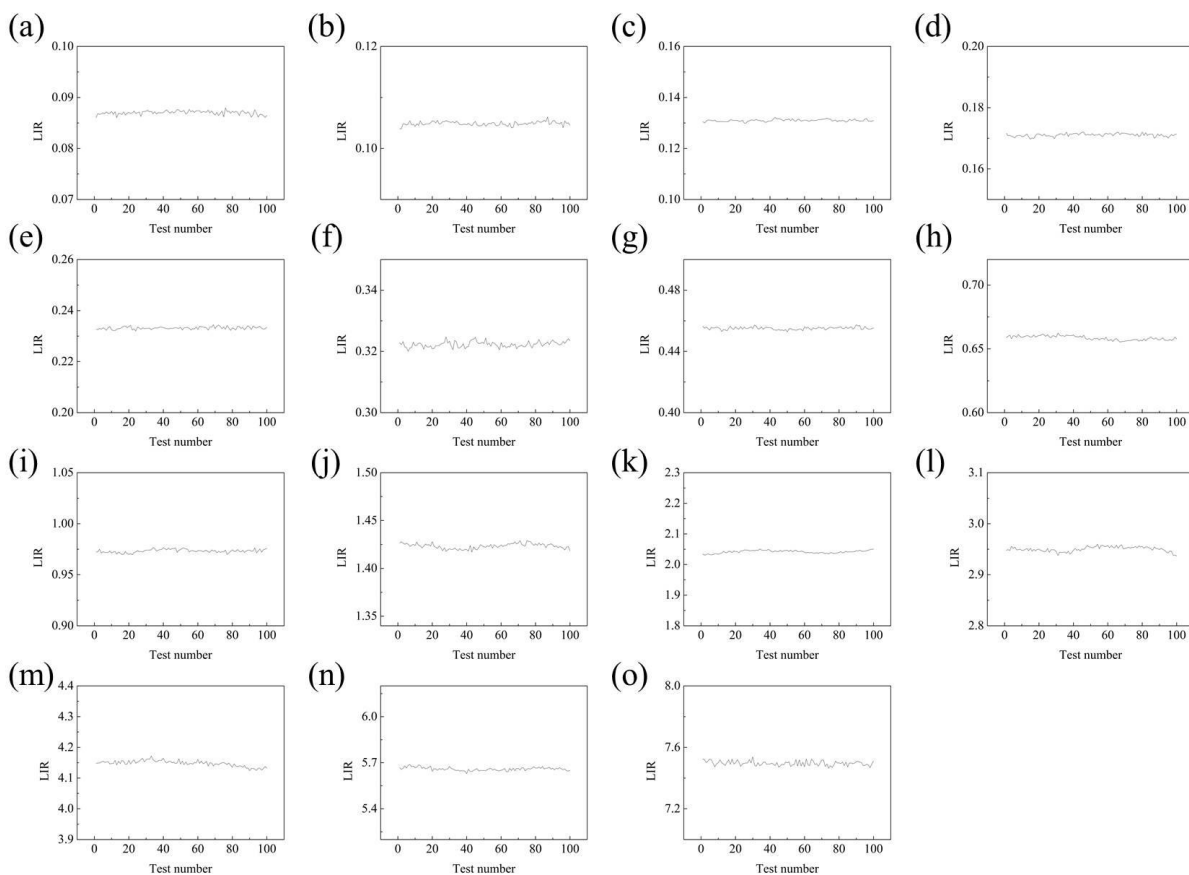 (a)
0.10
0.09
0.08
0.07
LIR
0 20 40 60 80 100
Test number
(b)
0.12
0.10
LIR
0 20 40 60 80 100
Test number
(c)
0.16
0.14
0.13
0.12
0.10
LIR
0 20 40 60 80 100
Test number
(d)
0.20
0.18
0.17
0.16
LIR
0 20 40 60 80 100
Test number
(e)
0.26
0.24
0.23
0.22
0.20
LIR
0 20 40 60 80 100
Test number
(f)
0.34
0.32
0.30
LIR
0 20 40 60 80 100
Test number
(g)
0.48
0.44
0.40
LIR
0 20 40 60 80 100
Test number
(h)
0.70
0.65
0.60
LIR
0 20 40 60 80 100
Test number
(i)
1.05
1.00
0.95
0.90
LIR
0 20 40 60 80 100
Test number
(j)
1.50
1.45
1.40
1.35
LIR
0 20 40 60 80 100
Test number
(k)
2.3
2.2
2.1
2.0
1.9
1.8
LIR
0 20 40 60 80 100
Test number
(l)
3.1
3.0
2.9
2.8
LIR
0 20 40 60 80 100
Test number
(m)
4.4
4.3
4.2
4.1
4.0
3.9
LIR
0 20 40 60 80 100
Test number
(n)
6.0
5.7
5.4
LIR
0 20 40 60 80 100
Test number
(o)
8.0
7.6
7.2
LIR
0 20 40 60 80 100
Test number